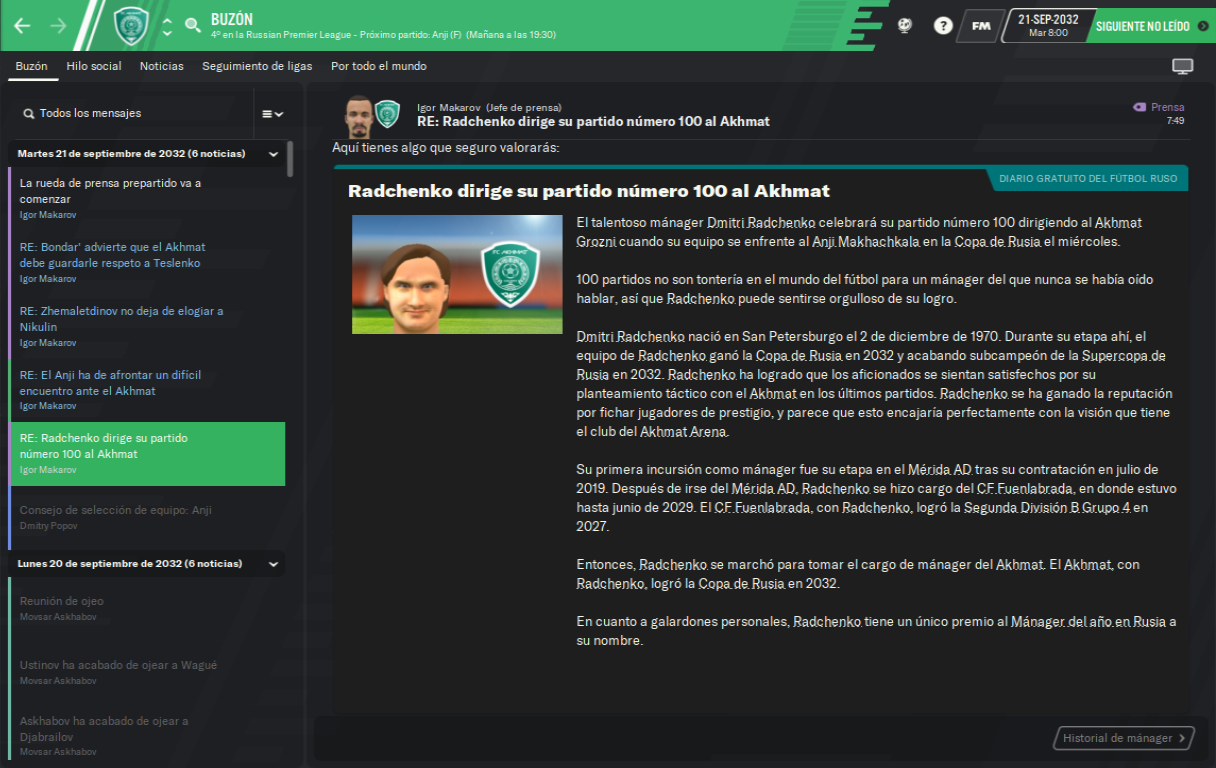 BUZÓN
4º en la Russian Premier League - Próximo partido: Anji (F) (Mañana a las 19:30)
FM
21-SEP-2032
Mar 8:00
SIGUIENTE NO LEÍDO
Buzón Hilo social Noticias Seguimiento de ligas Por todo el mundo
Todos los mensajes
Martes 21 de septiembre de 2032 (6 noticias)
La rueda de prensa prepartido va a
comenzar
Igor Makarov
RE: Bondar' advierte que el Akhmat
debe guardarle respeto a Teslenko
Igor Makarov
RE: Zhemaletdinov no deja de elogiar a
Nikulin
Igor Makarov
RE: El Anji ha de afrontar un difícil
encuentro ante el Akhmat
Igor Makarov
RE: Radchenko dirige su partido
número 100 al Akhmat
Igor Makarov
Consejo de selección de equipo: Anji
Dmitry Popov
Lunes 20 de septiembre de 2032 (6 noticias)
Reunión de ojeo
Movsar Askhabov
Ustinov ha acabado de ojear a Wagué
Movsar Askhabov
Askhabov ha acabado de ojear a
Djabrailov
Movsar Askhabov
Igor Makarov (Jefe de prensa)
RE: Radchenko dirige su partido número 100 al Akhmat
Prensa
7:49
Aquí tienes algo que seguro valorarás:
DIARIO GRATUITO DEL FÚTBOL RUSO
Radchenko dirige su partido número 100 al Akhmat
El talentoso mánager Dmitri Radchenko celebrará su partido número 100 dirigiendo al Akhmat
Grozni cuando su equipo se enfrente al Anji Makhachkala en la Copa de Rusia el miércoles.
100 partidos no son tontería en el mundo del fútbol para un mánager del que nunca se había oído
hablar, así que Radchenko puede sentirse orgulloso de su logro.
Dmitri Radchenko nació en San Petersburgo el 2 de diciembre de 1970. Durante su etapa ahí, el
equipo de Radchenko ganó la Copa de Rusia en 2032 y acabando subcampeón de la Supercopa de
Rusia en 2032. Radchenko ha logrado que los aficionados se sientan satisfechos por su
planteamiento táctico con el Akhmat en los últimos partidos. Radchenko se ha ganado la reputación
por fichar jugadores de prestigio, y parece que esto encajaría perfectamente con la visión que tiene
el club del Akhmat Arena.
Su primera incursión como mánager fue su etapa en el Mérida AD tras su contratación en julio de
2019. Después de irse del Mérida AD, Radchenko se hizo cargo del CF Fuenlabrada, en donde estuvo
hasta junio de 2029. El CF Fuenlabrada, con Radchenko, logró la Segunda División B Grupo 4 en
2027.
Entonces, Radchenko se marchó para tomar el cargo de mánager del Akhmat. El Akhmat, con
Radchenko, logró la Copa de Rusia en 2032.
En cuanto a galardones personales, Radchenko tiene un único premio al Mánager del año en Rusia a
su nombre.
Historial de mánager